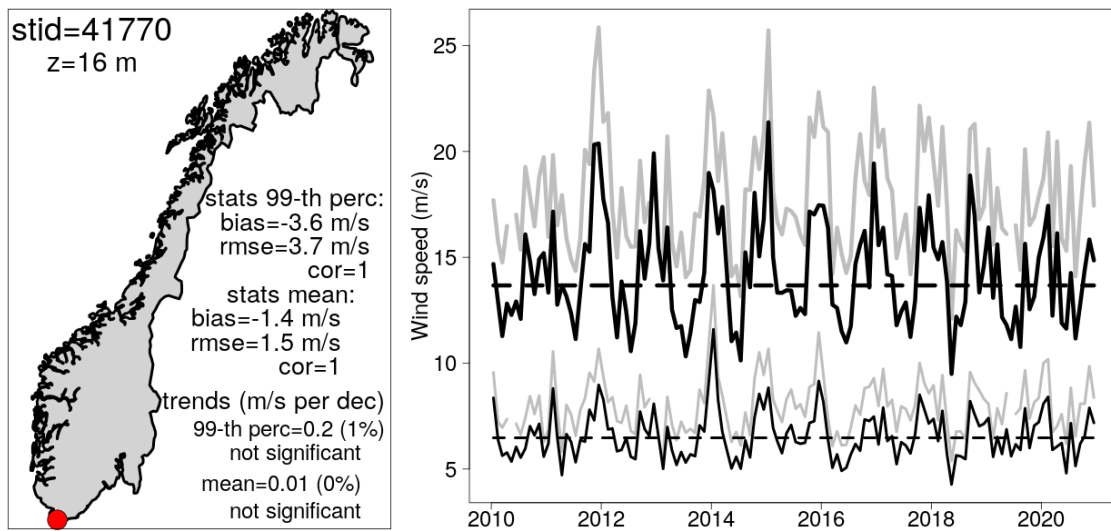 stid=41770
z=16 m
stats 99-th perc:
bias=-3.6 m/s
rmse=3.7 m/s
cor=1
stats mean:
bias=-1.4 m/s
rmse=1.5 m/s
cor=1
trends (m/s per dec)
99-th perc=0.2 (1%)
not significant
mean=0.01 (0%)
not significant
Wind speed (m/s)
25
20
15
10
5
2010 2012 2014 2016 2018 2020